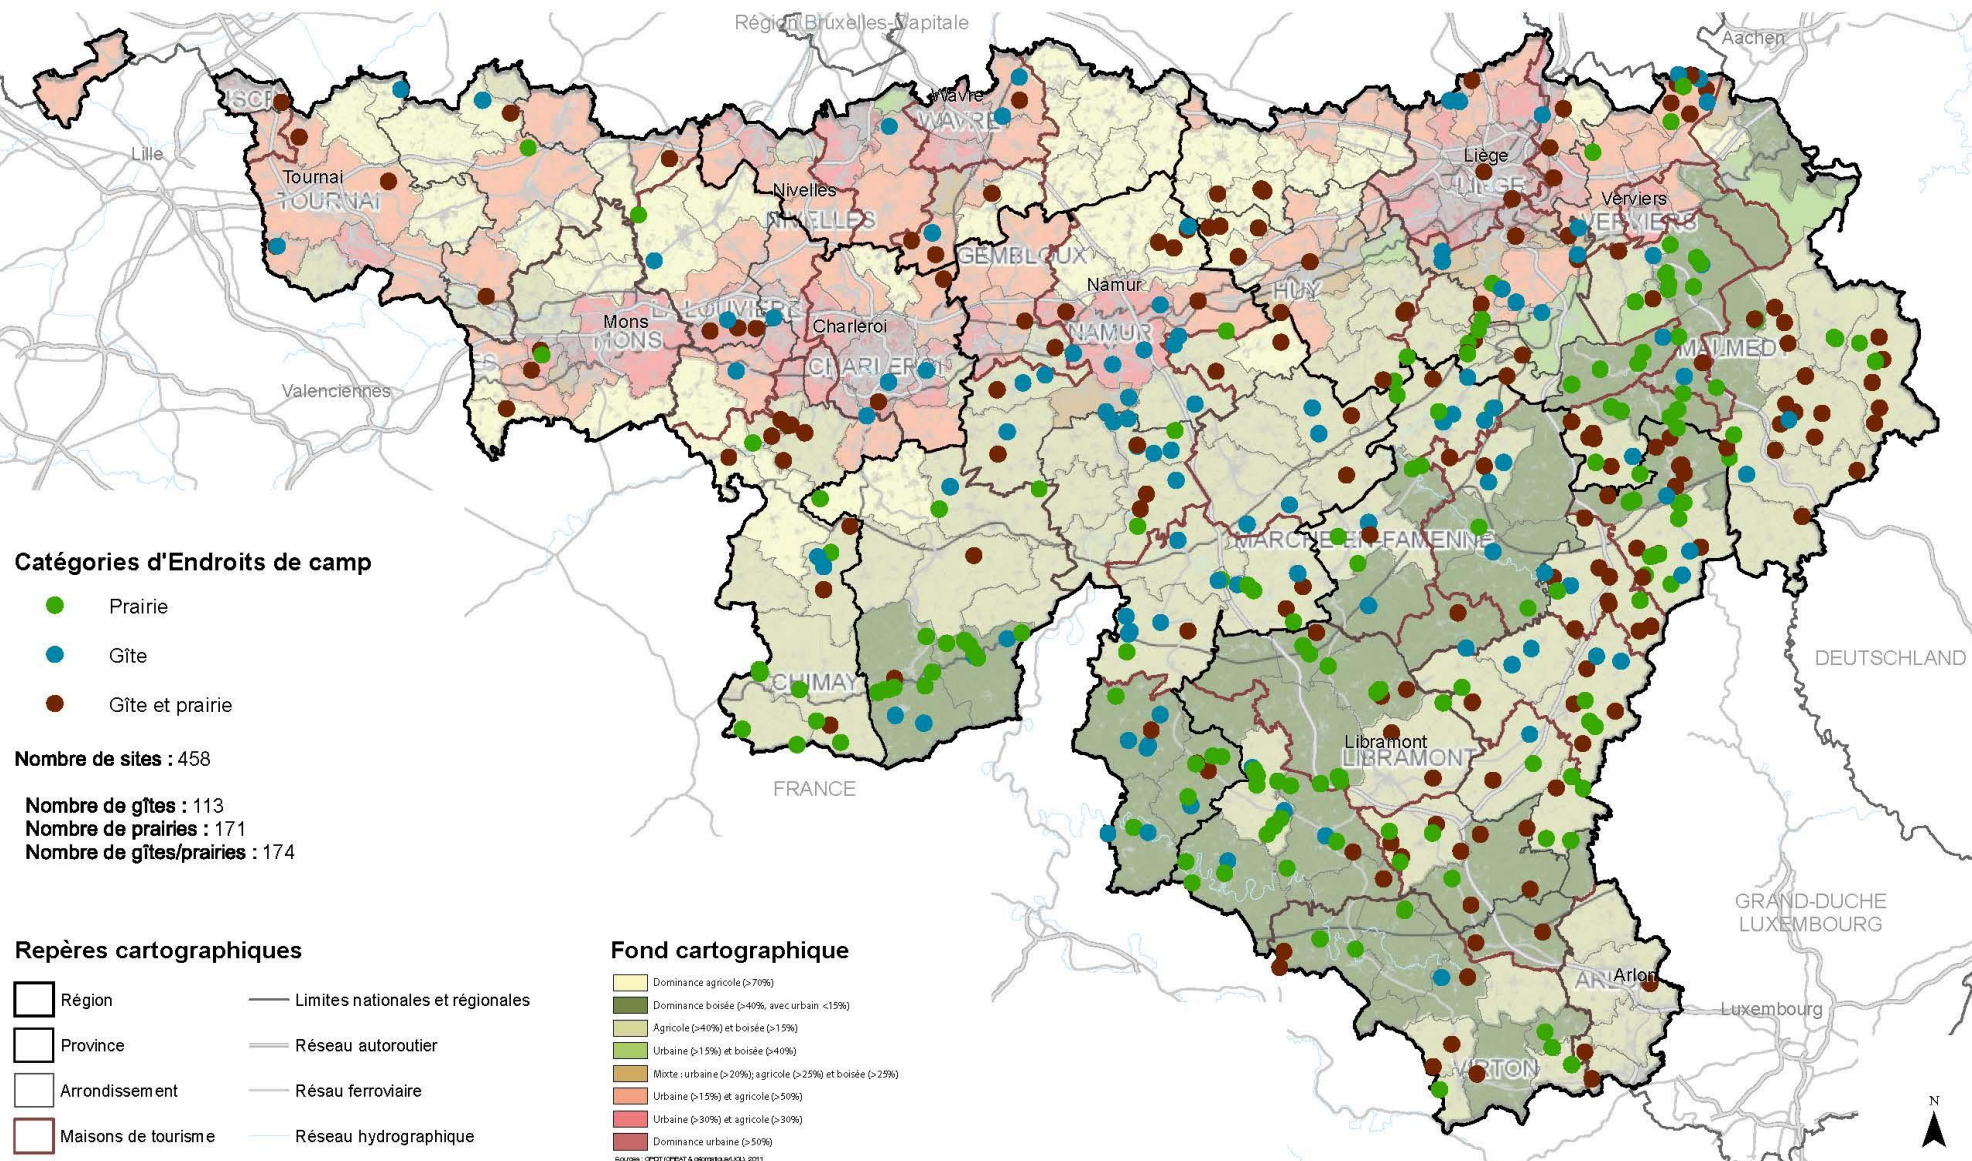 Région Bruxelles-Capitale
Aachen
Wavre
WAVRE
Lille
Liège
LIEGE
Tournai
TOURNAI
Nivelles
NIVELLES
Verviers
VERVIERS
GEMBLOUX
Namur
NAMUR
HUY
LA LOUVIERE
Mons
MONS
Charleroi
CHARLEROI
MALMEDY
Valenciennes
MARCHE-EN-FAMENNE
Catégories d'Endroits de camp
Prairie
Gîte
Gîte et prairie
DEUTSCHLAND
CHIMAY
Nombre de sites : 458
Nombre de gîtes : 113
Nombre de prairies : 171
Nombre de gîtes/prairies : 174
FRANCE
Libramont
LIBRAMONT
GRAND-DUCHE
LUXEMBOURG
Arlon
Luxembourg
VIRTON
Repères cartographiques
Région
Province
Arrondissement
Maisons de tourisme
Limites nationales et régionales
Réseau autoroutier
Résau ferroviaire
Réseau hydrographique
Fond cartographique
Dominance agricole (>70%)
Dominance boisée (>40%, avec urbain <15%)
Agricole (>40%) et boisée (>15%)
Urbaine (>15%) et boisée (>40%)
Mixte : urbaine (>20%); agricole (>25%) et boisée (>25%)
Urbaine (>15%) et agricole (>50%)
Urbaine (>30%) et agricole (>30%)
Dominance urbaine (>50%)
N